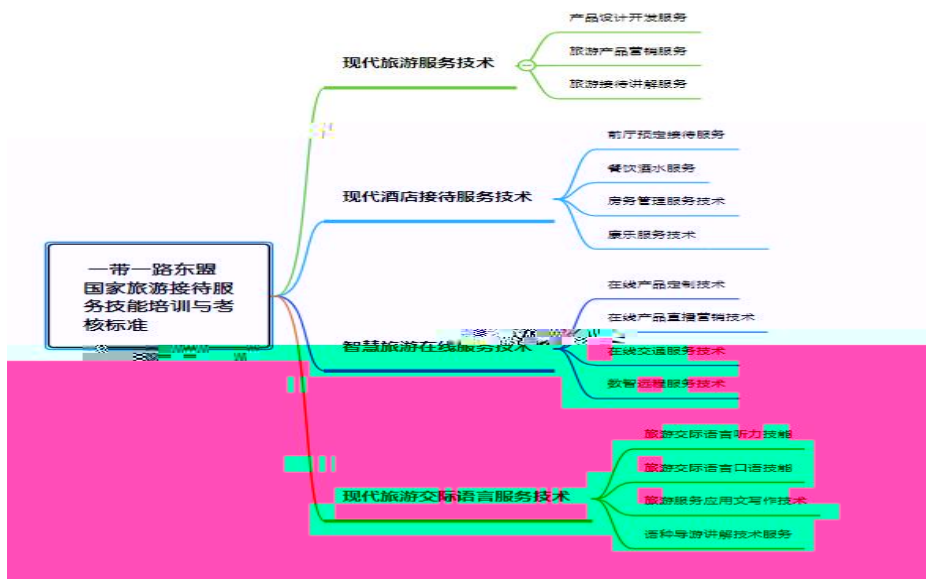 产品设计开发服务
现代旅游服务技术
旅游产品营销服务
旅游接待讲解服务
前厅预定接待服务
餐饮酒水服务
现代酒店接待服务技术
房务管理服务技术
康乐服务技术
一带一路东盟
国家旅游接待服
务技能培训与考
核标准
在线产品定制技术
在线产品直播营销技术
智慧旅游在线服务技术
在线交通服务技术
数智远程服务技术
旅游交际语言听力技能
旅游交际语言口语技能
现代旅游交际语言服务技术
旅游服务应用文写作技术
语种导游讲解技术服务